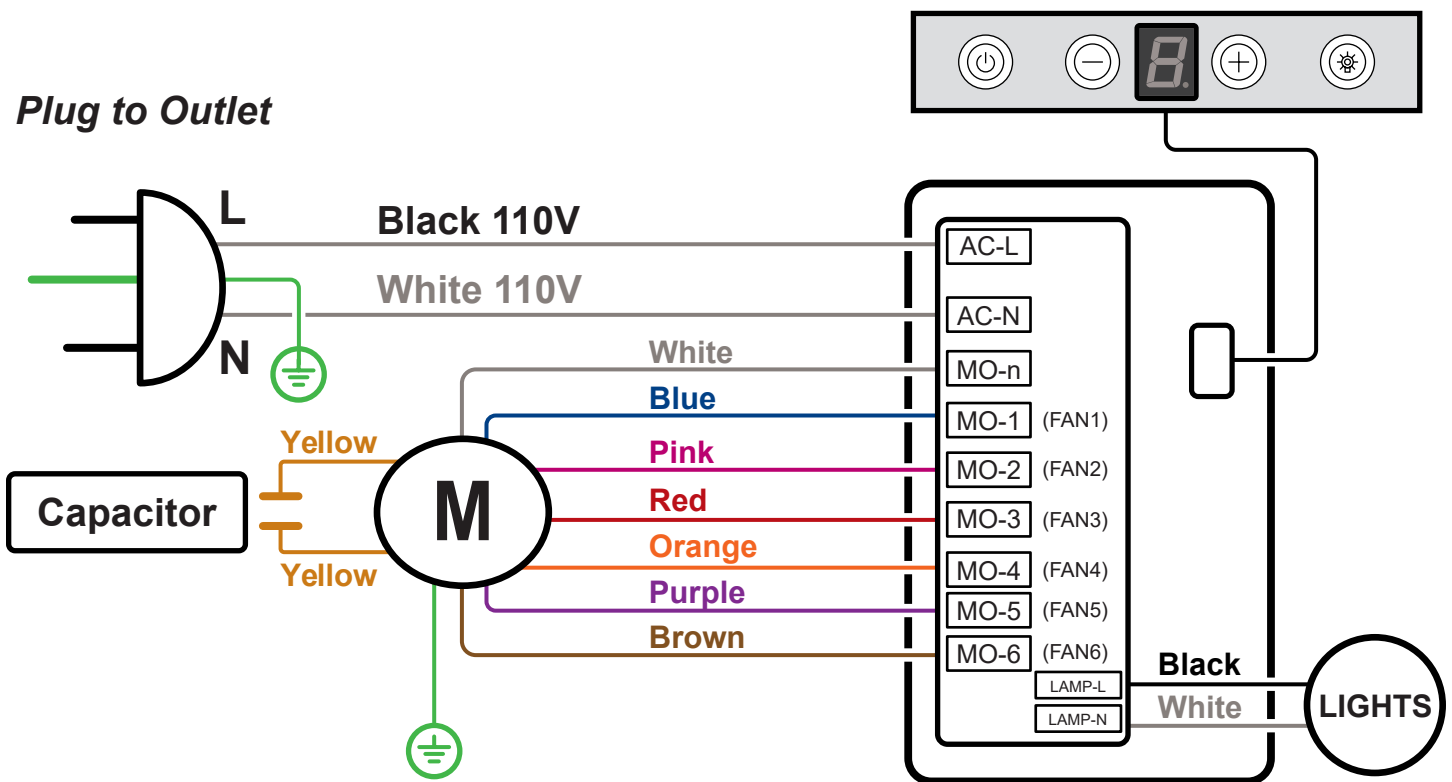 Plug to Outlet
8.
L
Black 110V
AC-L
White 110V
AC-N
N
White
MO-n
Blue
MO-1 (FAN1)
Yellow
Pink
MO-2 (FAN2)
Capacitor
M
Red
MO-3 (FAN3)
Orange
MO-4 (FAN4)
Yellow
Purple
MO-5 (FAN5)
Brown
MO-6 (FAN6)
LAMP-L
Black
LAMP-N
White
LIGHTS